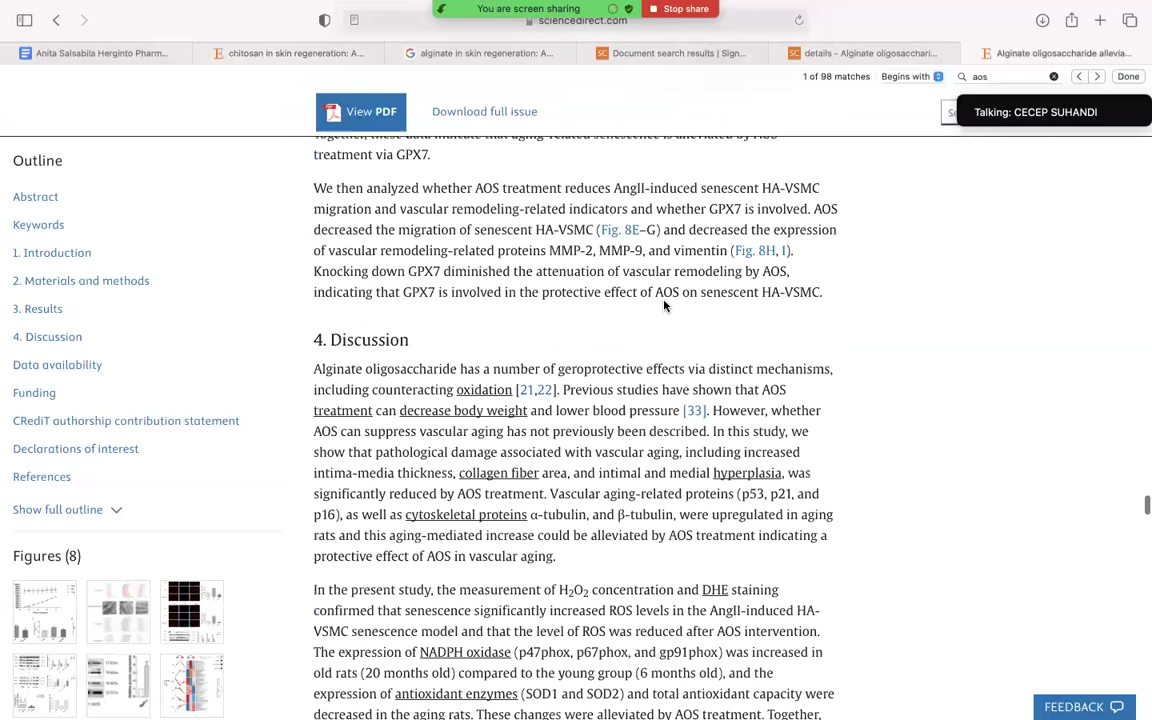 You are screen sharing
Stop share
sciencedirect.com
Anita Salsabila Herginto Pharm...
chitosan in skin regeneration: A...
alginate in skin regeneration: A...
Document search results | Sign...
details - Alginate oligosacchari...
Alginate oligosaccharide allevia...
1 of 98 matches
Begins with
aos
Done
View PDF
Download full issue
Talking: CECEP SUHANDI
Outline
Abstract
Keywords
1. Introduction
2. Materials and methods
3. Results
4. Discussion
Data availability
Funding
CRediT authorship contribution statement
Declarations of interest
References
Show full outline
Figures (8)
Together, these data indicate that aging-related senescence is alleviated by AOS
treatment via GPX7.
We then analyzed whether AOS treatment reduces AngII-induced senescent HA-VSMC
migration and vascular remodeling-related indicators and whether GPX7 is involved. AOS
decreased the migration of senescent HA-VSMC (Fig. 8E–G) and decreased the expression
of vascular remodeling-related proteins MMP-2, MMP-9, and vimentin (Fig. 8H, I).
Knocking down GPX7 diminished the attenuation of vascular remodeling by AOS,
indicating that GPX7 is involved in the protective effect of AOS on senescent HA-VSMC.
4. Discussion
Alginate oligosaccharide has a number of geroprotective effects via distinct mechanisms,
including counteracting oxidation [21,22]. Previous studies have shown that AOS
treatment can decrease body weight and lower blood pressure [33]. However, whether
AOS can suppress vascular aging has not previously been described. In this study, we
show that pathological damage associated with vascular aging, including increased
intima-media thickness, collagen fiber area, and intimal and medial hyperplasia, was
significantly reduced by AOS treatment. Vascular aging-related proteins (p53, p21, and
p16), as well as cytoskeletal proteins α-tubulin, and β-tubulin, were upregulated in aging
rats and this aging-mediated increase could be alleviated by AOS treatment indicating a
protective effect of AOS in vascular aging.
In the present study, the measurement of H₂O₂ concentration and DHE staining
confirmed that senescence significantly increased ROS levels in the AngII-induced HA-
VSMC senescence model and that the level of ROS was reduced after AOS intervention.
The expression of NADPH oxidase (p47phox, p67phox, and gp91phox) was increased in
old rats (20 months old) compared to the young group (6 months old), and the
expression of antioxidant enzymes (SOD1 and SOD2) and total antioxidant capacity were
decreased in the aging rats. These changes were alleviated by AOS treatment. Together,
FEEDBACK